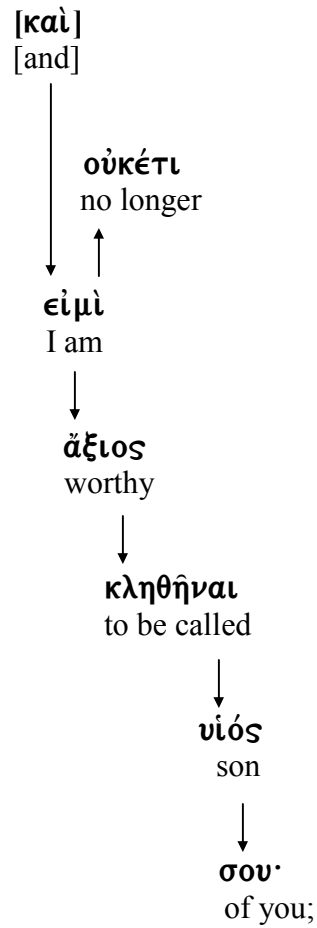 [καὶ]
[and]
οὐκέτι
no longer
εἰμὶ
I am
ἄξιος
worthy
κληθῆναι
to be called
υἱός
son
σου·
of you;